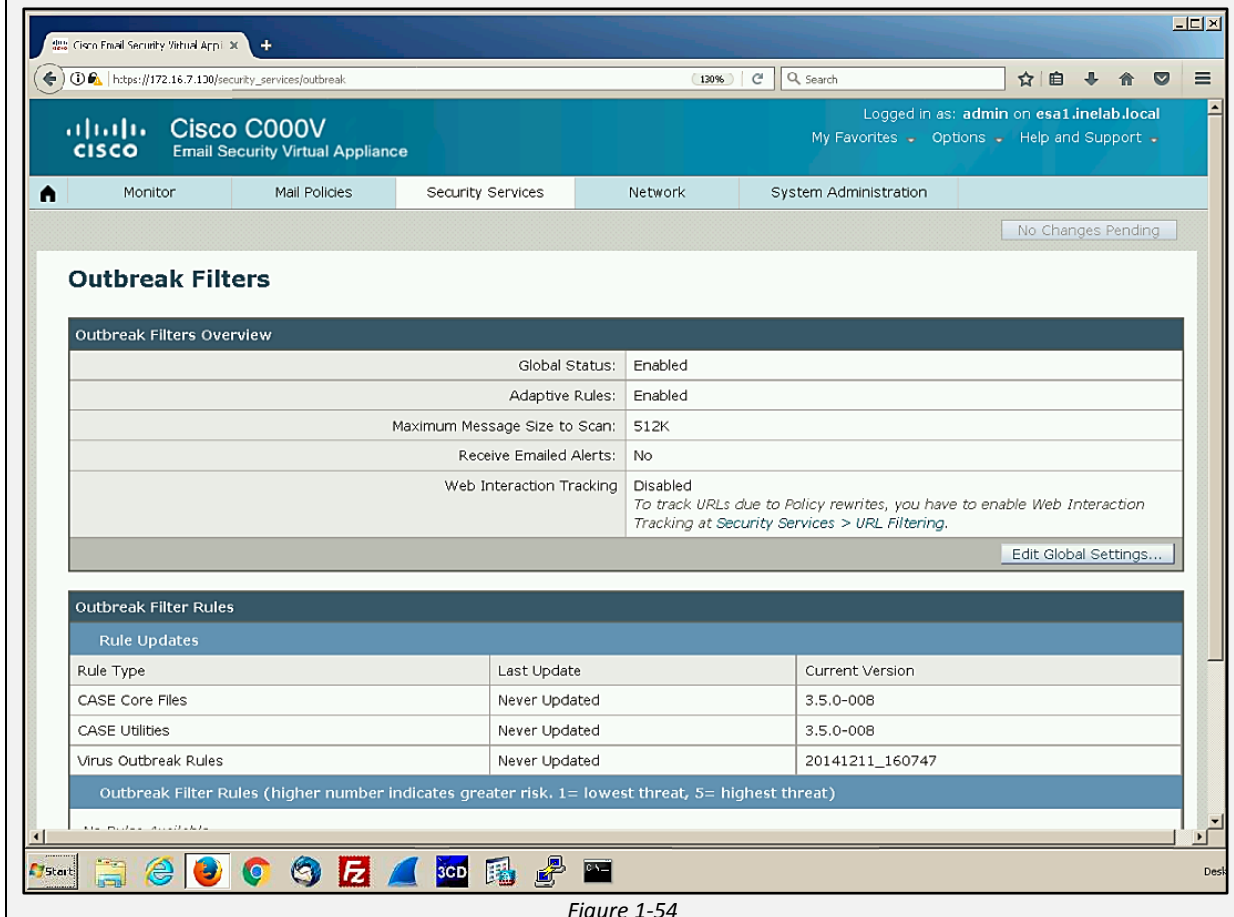 Cisco Email Security Virtual Appl
https://172.16.7.100/security_services/outbreak
130%
Search
Logged in as: admin on esa1.inelab.local
CISCO
Cisco C000V
Email Security Virtual Appliance
My Favorites
Options
Help and Support
Monitor
Mail Policies
Security Services
Network
System Administration
No Changes Pending
Outbreak Filters
Outbreak Filters Overview
Global Status: Enabled
Adaptive Rules: Enabled
Maximum Message Size to Scan: 512K
Receive Emailed Alerts: No
Web Interaction Tracking Disabled
To track URLs due to Policy rewrites, you have to enable Web Interaction
Tracking at Security Services > URL Filtering.
Edit Global Settings...
Outbreak Filter Rules
Rule Updates
Rule Type Last Update Current Version
CASE Core Files Never Updated 3.5.0-008
CASE Utilities Never Updated 3.5.0-008
Virus Outbreak Rules Never Updated 20141211_160747
Outbreak Filter Rules (higher number indicates greater risk. 1= lowest threat, 5= highest threat)
No Rules Available
Start
3CD
Desk
Figure 1-54